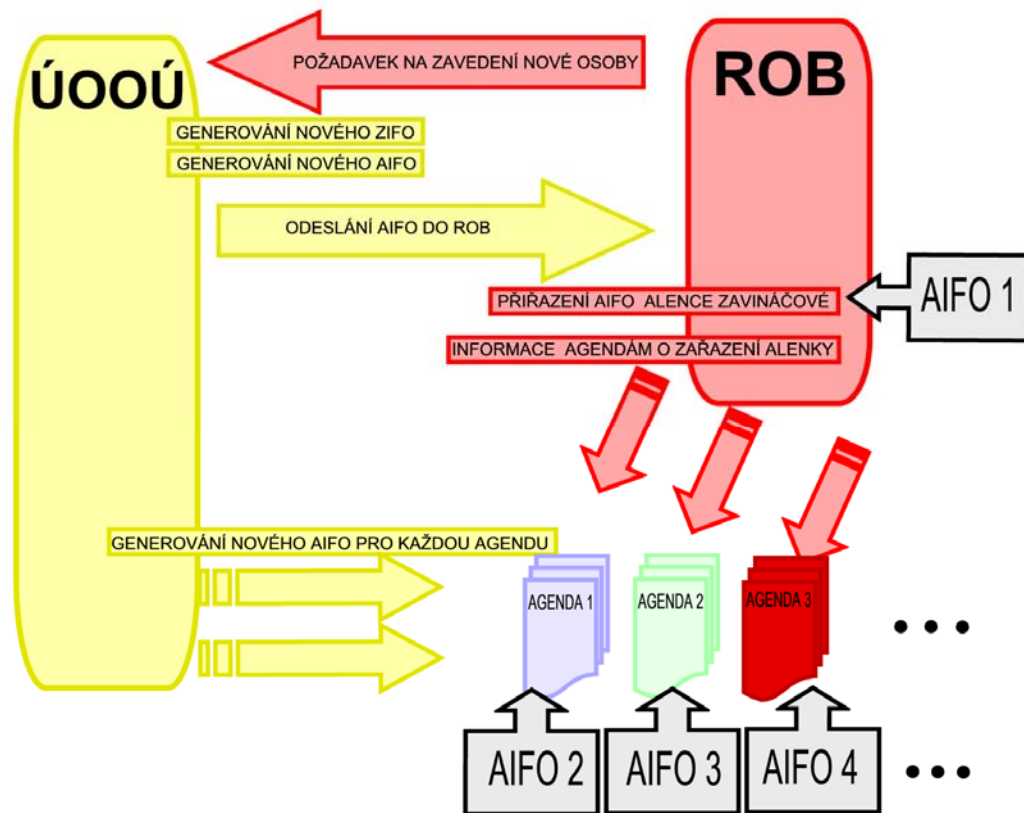 POŽADAVEK NA ZAVEDENÍ NOVÉ OSOBY
ÚOOÚ
ROB
GENEROVÁNÍ NOVÉHO ZIFO
GENEROVÁNÍ NOVÉHO AIFO
ODESLÁNÍ AIFO DO ROB
PŘIŘAZENÍ AIFO ALENCE ZAVINÁČOVÉ
AIFO 1
INFORMACE AGENDÁM O ZAŘAZENÍ ALENKY
GENEROVÁNÍ NOVÉHO AIFO PRO KAŽDOU AGENDU
AGENDA 1
AGENDA 2
AGENDA 3
AIFO 2
AIFO 3
AIFO 4